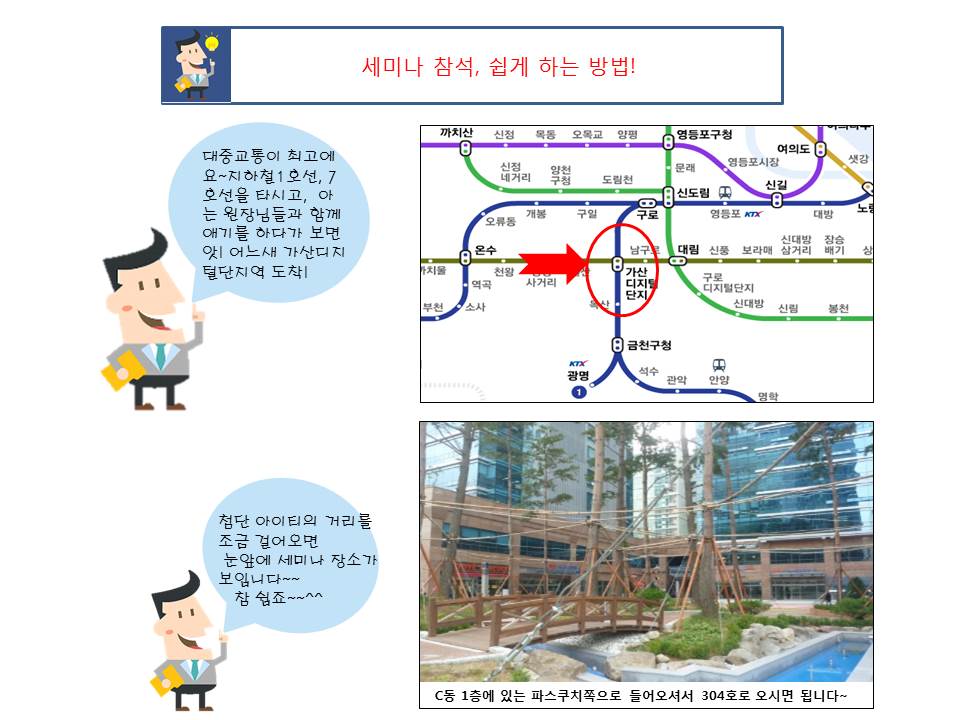 세미나 참석, 쉽게 하는 방법!
대중교통이 최고에
요~지하철1호선, 7
호선을 타시고, 아
는 원장님들과 함께
얘기를 하다가 보면
앗! 어느새 가산디지
털단지역 도착!
까치산
신정
목동
오목교
양평
영등포구청
여의도
샛강
신정
네거리
양천
구청
도림천
문래
영등포시장
신도림
신길
오류동
개봉
구일
구로
영등포
KTX
대방
온수
남구로
대림
신풍
보라매
신대방
삼거리
장승
배기
까치울
천왕
사거리
가산
디지털
단지
구로
디지털단지
역곡
부천
소사
독산
신대방
신림
봉천
금천구청
KTX
광명
1
석수
관악
안양
명학
첨단 아이티의 거리를
조금 걸어오면
눈앞에 세미나 장소가
보입니다~~
참 쉽죠~~^^
C동 1층에 있는 파스쿠치쪽으로 들어오셔서 304호로 오시면 됩니다~